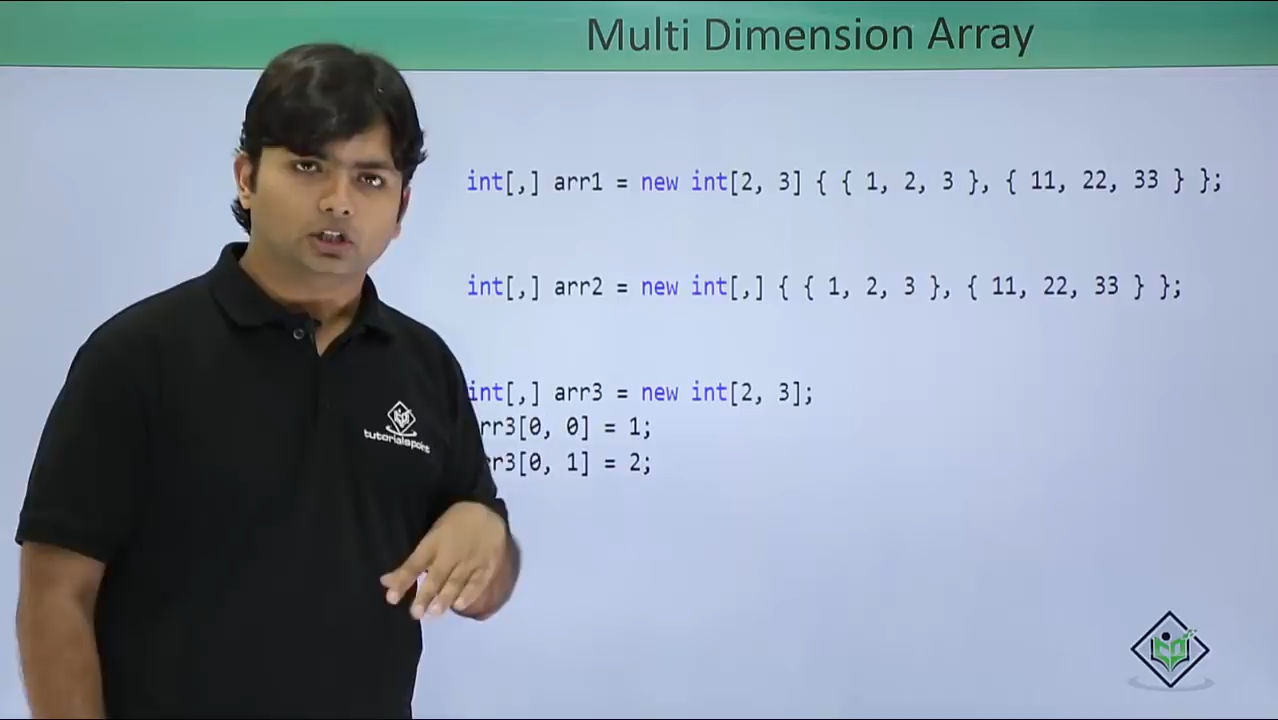 Multi Dimension Array
int[,] arr1 = new int[2, 3] { { 1, 2, 3 }, { 11, 22, 33 } };
int[,] arr2 = new int[,] { { 1, 2, 3 }, { 11, 22, 33 } };
int[,] arr3 = new int[2, 3];
rr3[0, 0] = 1;
rr3[0, 1] = 2;
tutorialspoint